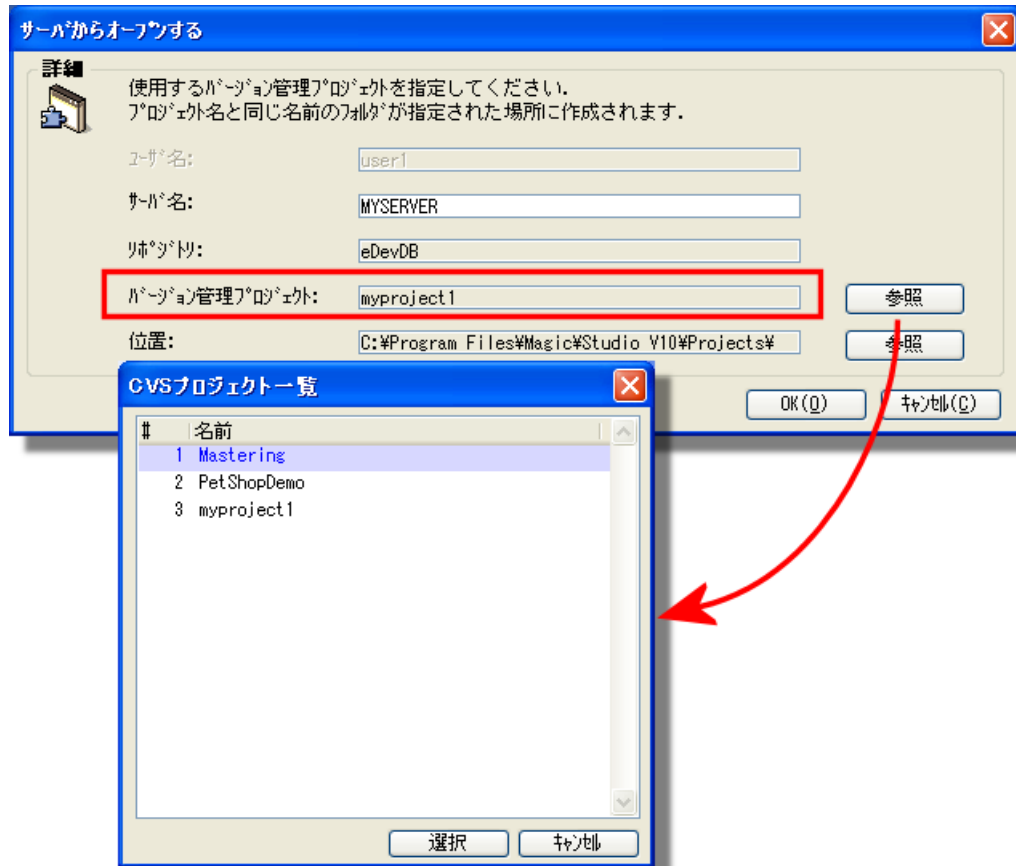 サーバからオープンする
詳細
使用するバージョン管理プロジェクトを指定してください.
プロジェクト名と同じ名前のフォルダが指定された場所に作成されます.
ユーザ名:
user1
サーバ名:
MYSERVER
リポジトリ:
eDevDB
バージョン管理プロジェクト:
myproject1
参照
位置:
C:¥Program Files¥Magic¥Studio V10¥Projects¥
参照
OK(O)
キャンセル(C)
CVSプロジェクト一覧
# 名前
1 Mastering
2 PetShopDemo
3 myproject1
選択
キャンセル